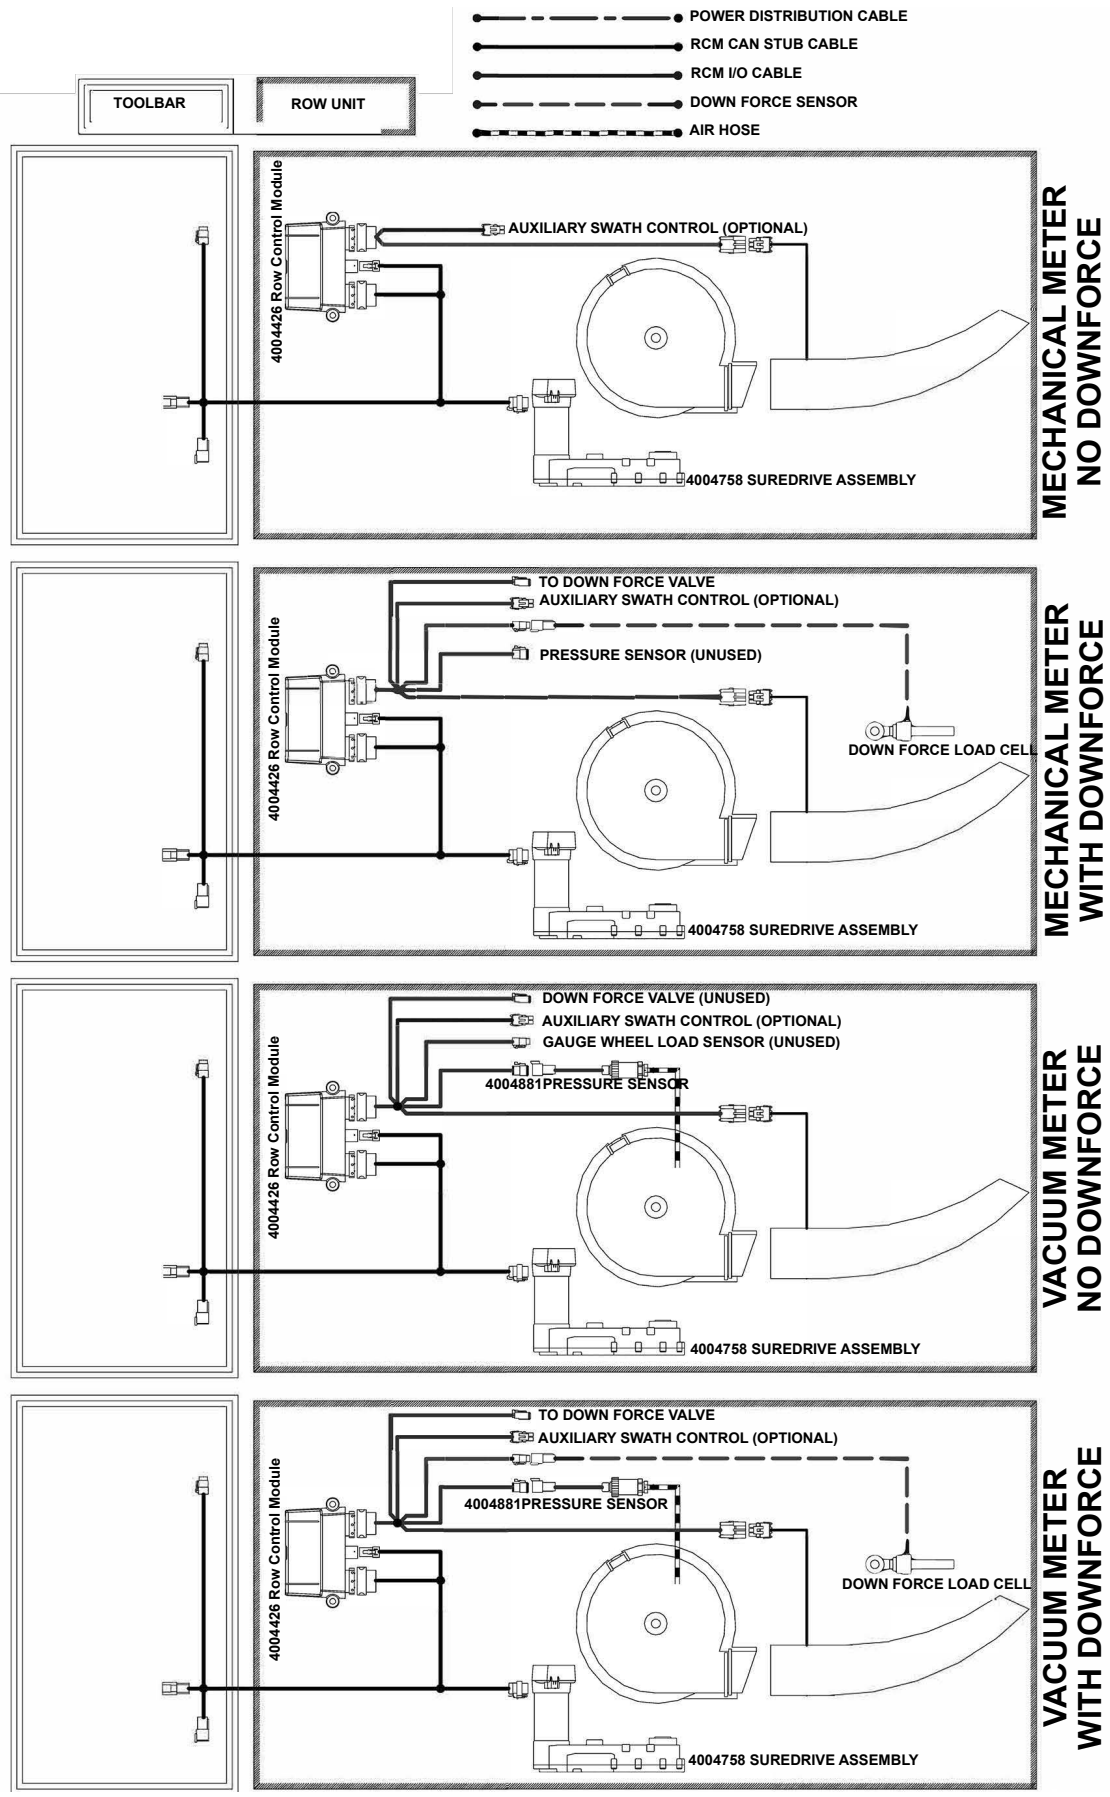 POWER DISTRIBUTION CABLE
RCM CAN STUB CABLE
RCM I/O CABLE
DOWN FORCE SENSOR
AIR HOSE
TOOLBAR
ROW UNIT
4004426 Row Control Module
AUXILIARY SWATH CONTROL (OPTIONAL)
4004758 SUREDRIVE ASSEMBLY
MECHANICAL METER
NO DOWNFORCE
TO DOWN FORCE VALVE
AUXILIARY SWATH CONTROL (OPTIONAL)
PRESSURE SENSOR (UNUSED)
4004426 Row Control Module
DOWN FORCE LOAD CELL
4004758 SUREDRIVE ASSEMBLY
MECHANICAL METER
WITH DOWNFORCE
DOWN FORCE VALVE (UNUSED)
AUXILIARY SWATH CONTROL (OPTIONAL)
GAUGE WHEEL LOAD SENSOR (UNUSED)
4004881PRESSURE SENSOR
4004426 Row Control Module
4004758 SUREDRIVE ASSEMBLY
VACUUM METER
NO DOWNFORCE
TO DOWN FORCE VALVE
AUXILIARY SWATH CONTROL (OPTIONAL)
4004881PRESSURE SENSOR
4004426 Row Control Module
DOWN FORCE LOAD CELL
4004758 SUREDRIVE ASSEMBLY
VACUUM METER
WITH DOWNFORCE